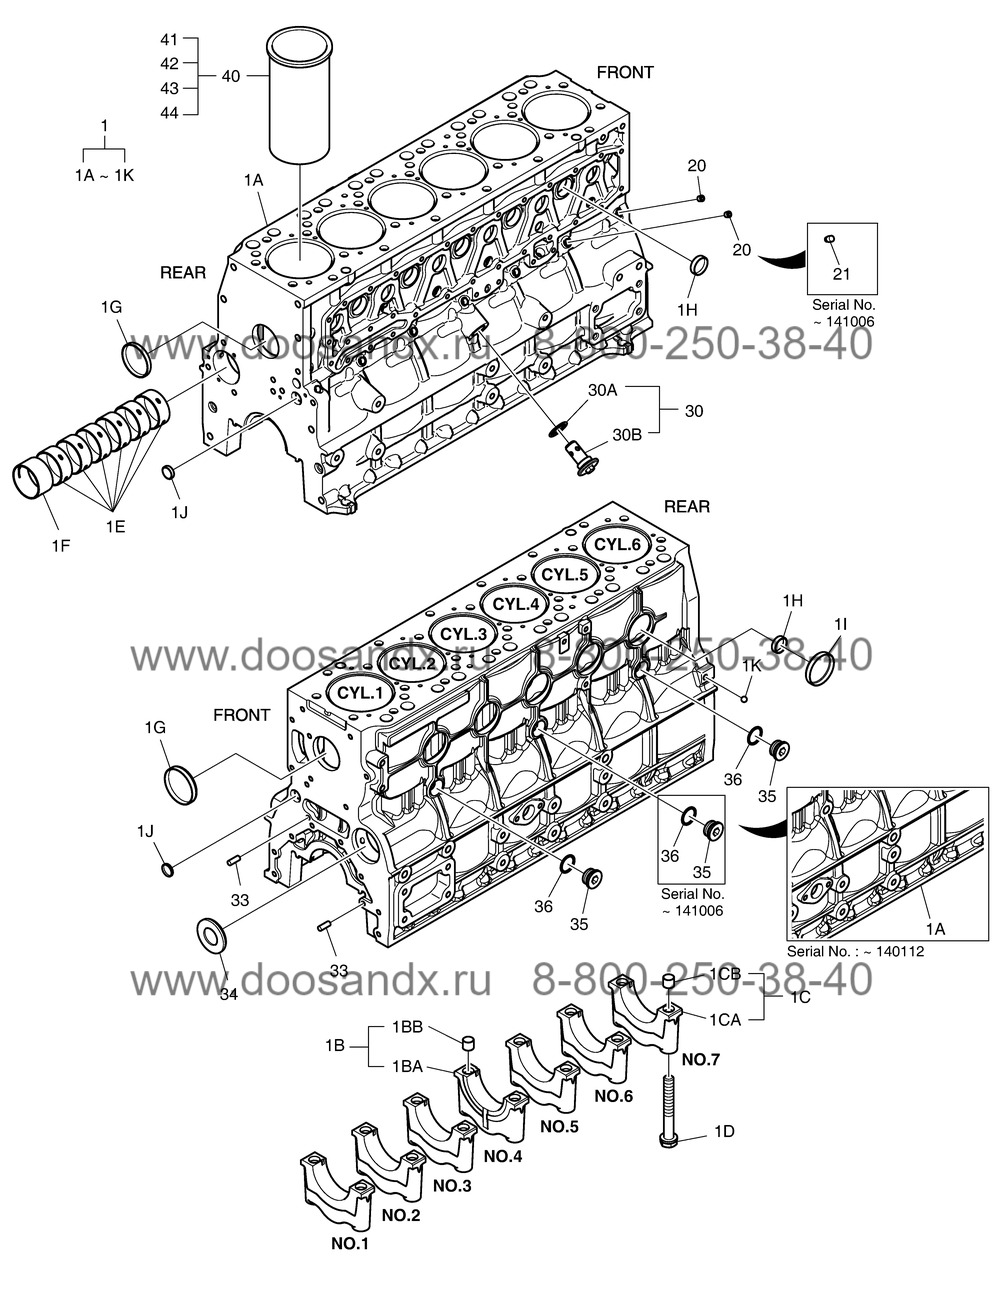 41
42
43
44
40
FRONT
1
1A ~ 1K
1A
20
20
REAR
21
Serial No.
~ 141006
1G
1H
www.doosandx.ru 8-800-250-38-40
30A
30
30B
1J
1E
1F
REAR
CYL.6
CYL.5
CYL.4
CYL.3
CYL.2
CYL.1
1H
1I
www.doosandx.ru 8-800-250-38-40
1K
FRONT
1G
36
35
1J
36
35
33
36
35
Serial No.
~ 141006
1A
Serial No. : ~ 140112
33
34
www.doosandx.ru 8-800-250-38-40
1CB
1C
1CA
1BB
1B
1BA
NO.7
NO.6
NO.5
1D
NO.4
NO.3
NO.2
NO.1